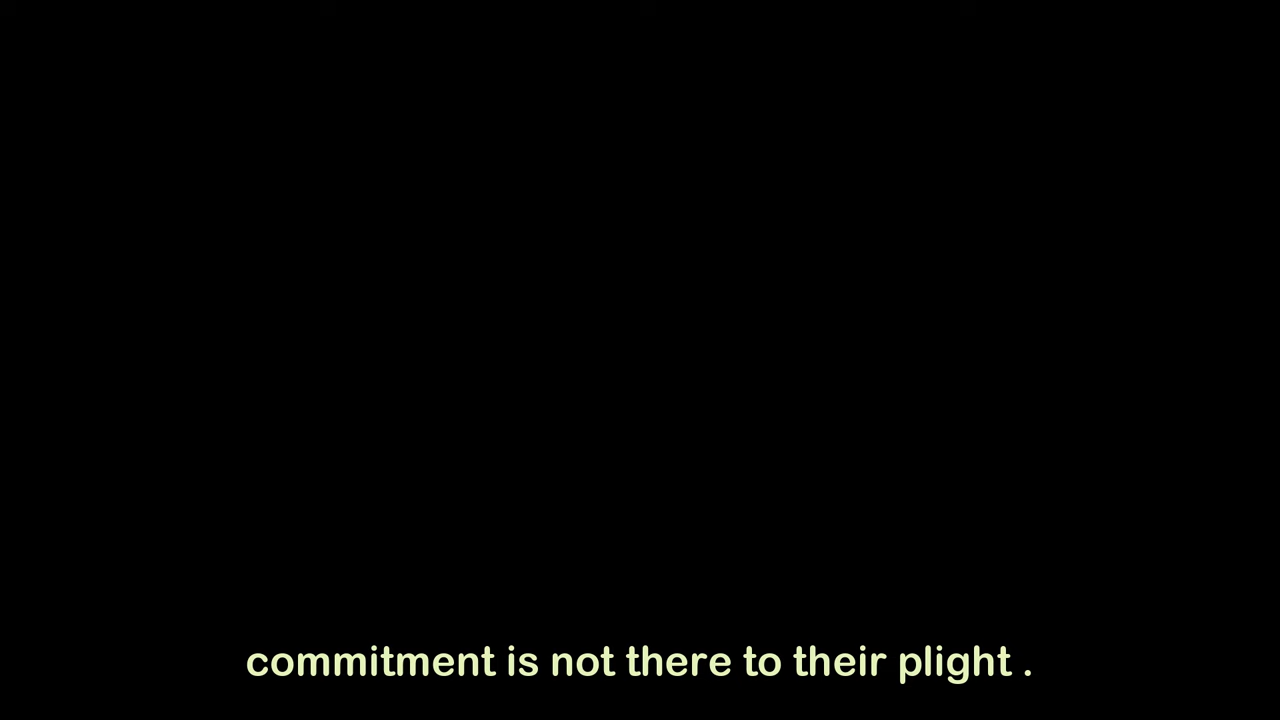 commitment is not there to their plight .